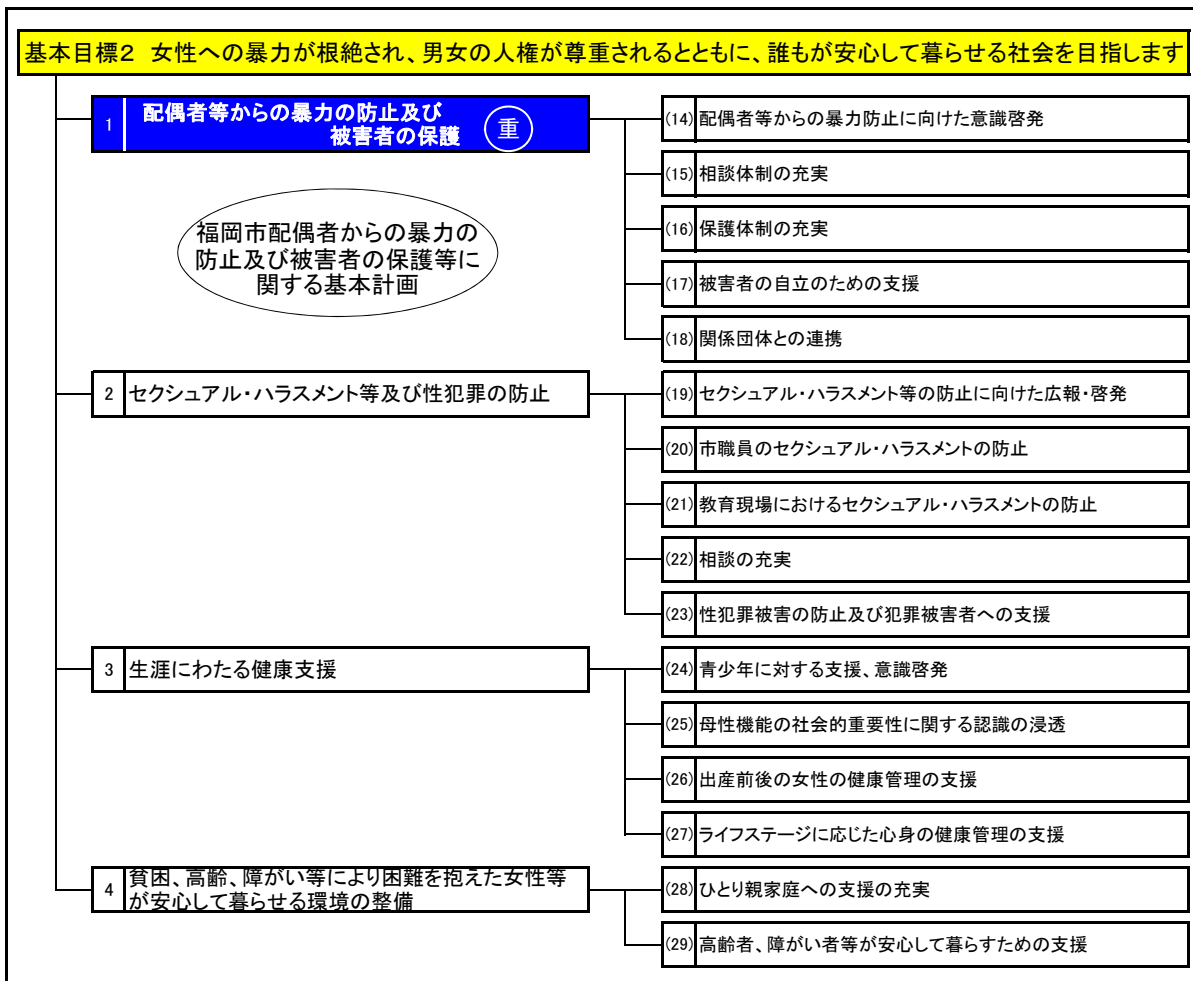 基本目標2 女性への暴力が根絶され、男女の人権が尊重されるとともに、誰もが安心して暮らせる社会を目指します
1 配偶者等からの暴力の防止及び
被害者の保護 重
福岡市配偶者からの暴力の
防止及び被害者の保護等に
関する基本計画
(14) 配偶者等からの暴力防止に向けた意識啓発
(15) 相談体制の充実
(16) 保護体制の充実
(17) 被害者の自立のための支援
(18) 関係団体との連携
2 セクシュアル・ハラスメント等及び性犯罪の防止
(19) セクシュアル・ハラスメント等の防止に向けた広報・啓発
(20) 市職員のセクシュアル・ハラスメントの防止
(21) 教育現場におけるセクシュアル・ハラスメントの防止
(22) 相談の充実
(23) 性犯罪被害の防止及び犯罪被害者への支援
3 生涯にわたる健康支援
(24) 青少年に対する支援、意識啓発
(25) 母性機能の社会的重要性に関する認識の浸透
(26) 出産前後の女性の健康管理の支援
(27) ライフステージに応じた心身の健康管理の支援
4 貧困、高齢、障がい等により困難を抱えた女性等
が安心して暮らせる環境の整備
(28) ひとり親家庭への支援の充実
(29) 高齢者、障がい者等が安心して暮らすための支援